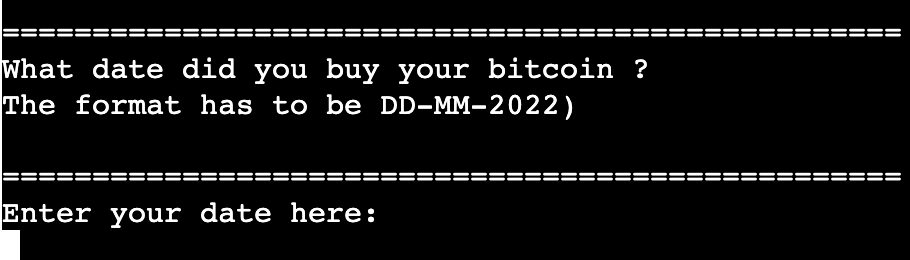 ==================================================
What date did you buy your bitcoin ?
The format has to be DD-MM-2022)
==================================================
Enter your date here: